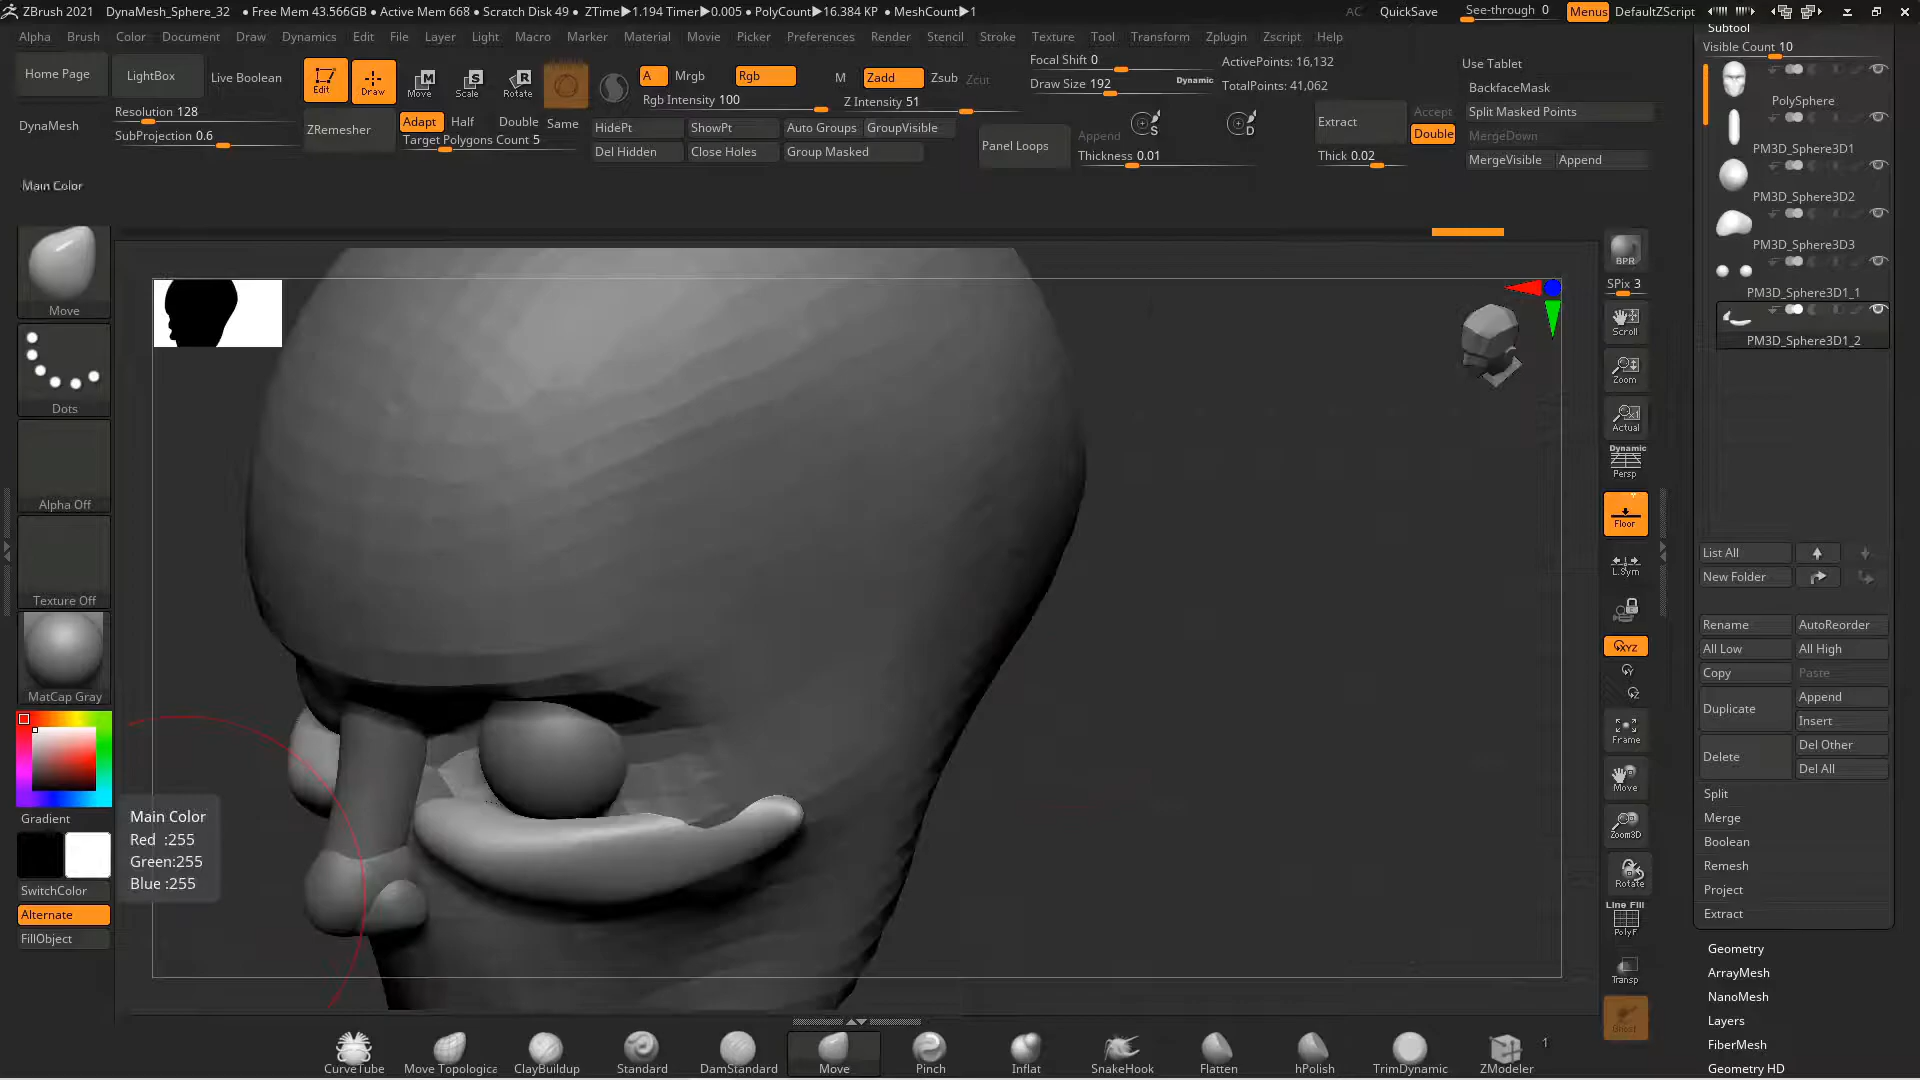 ZBrush 2021 DynaMesh_Sphere_32 • Free Mem 43.566GB • Active Mem 668 • Scratch Disk 49 • ZTime▶1.194 Timer▶0.005 • PolyCount▶16.384 KP • MeshCount▶1 AC QuickSave See-through 0 Menus DefaultZScript
Alpha Brush Color Document Draw Dynamics Edit File Layer Light Macro Marker Material Movie Picker Preferences Render Stencil Stroke Texture Tool Transform Zplugin Zscript Help
Home Page LightBox Live Boolean
Edit Draw Move Scale Rotate
A Mrgb Rgb M Zadd Zsub Zcut
Rgb Intensity 100 Z Intensity 51
Focal Shift 0
Draw Size 192 Dynamic
ActivePoints: 16,132
TotalPoints: 41,062
Use Tablet
BackfaceMask
Split Masked Points
MergeDown
MergeVisible Append
DynaMesh
Resolution 128
SubProjection 0.6
ZRemesher
Adapt Half Double Same
Target Polygons Count 5
HidePt ShowPt Auto Groups GroupVisible
Del Hidden Close Holes Group Masked
Panel Loops
Append
Thickness 0.01
S
D
Extract Accept
Double
Thick 0.02
Main Color
Move
Dots
Alpha Off
Texture Off
MatCap Gray
Gradient
SwitchColor
Alternate
FillObject
Main Color
Red :255
Green:255
Blue :255
BPR
SPix 3
Scroll
Zoom
Actual
Dynamic
Persp
Floor
L.Sym
XYZ
Y
Z
Frame
Move
Zoom3D
Rotate
Line Fill
PolyF
Transp
Ghost
Subtool
Visible Count 10
PolySphere
PM3D_Sphere3D1
PM3D_Sphere3D2
PM3D_Sphere3D3
PM3D_Sphere3D1_1
PM3D_Sphere3D1_2
List All
New Folder
Rename AutoReorder
All Low All High
Copy Paste
Duplicate Append
Insert
Delete Del Other
Del All
Split
Merge
Boolean
Remesh
Project
Extract
Geometry
ArrayMesh
NanoMesh
Layers
FiberMesh
Geometry HD
CurveTube Move Topologica ClayBuildup Standard DamStandard Move Pinch Inflat SnakeHook Flatten hPolish TrimDynamic ZModeler 1